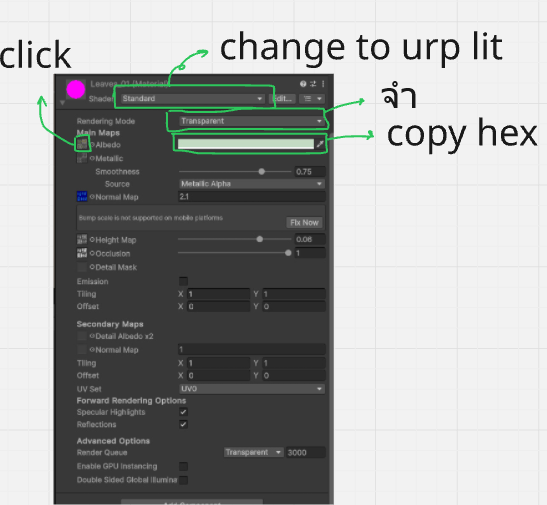 click
change to urp lit
จำ
copy hex
Leaves_01 (Material)
Shader Standard Edit...
Rendering Mode Transparent
Main Maps
Albedo
Metallic
Smoothness 0.75
Source Metallic Alpha
Normal Map 2.1
Bump scale is not supported on mobile platforms
Fix Now
Height Map 0.06
Occlusion 1
Detail Mask
Emission
Tiling X 1 Y 1
Offset X 0 Y 0
Secondary Maps
Detail Albedo x2
Normal Map 1
Tiling X 1 Y 1
Offset X 0 Y 0
UV Set UV0
Forward Rendering Options
Specular Highlights
Reflections
Advanced Options
Render Queue Transparent 3000
Enable GPU Instancing
Double Sided Global Illumina
Add Component